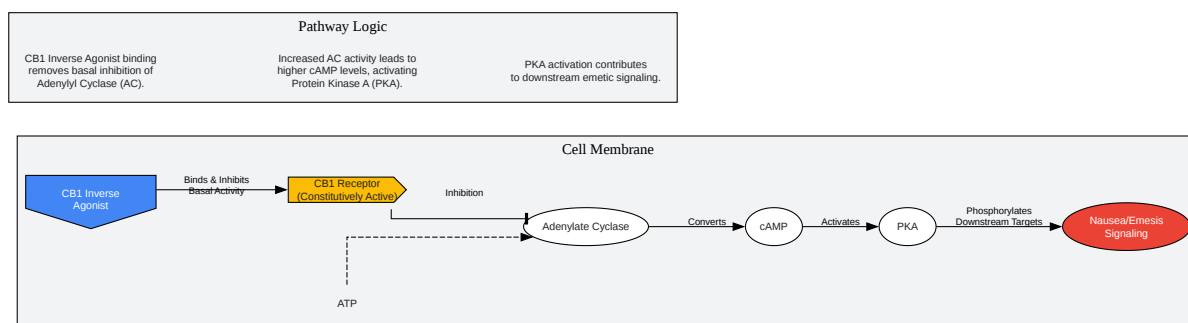 Pathway Logic
CB1 Inverse Agonist binding
removes basal inhibition of
Adenylyl Cyclase (AC).
Increased AC activity leads to
higher cAMP levels, activating
Protein Kinase A (PKA).
PKA activation contributes
to downstream emetic signaling.
Cell Membrane
CB1 Inverse
Agonist
Binds & Inhibits
Basal Activity
CB1 Receptor
(Constitutively Active)
Inhibition
Adenylate Cyclase
Converts
cAMP
Activates
PKA
Phosphorylates
Downstream Targets
Nausea/Emesis
Signaling
ATP